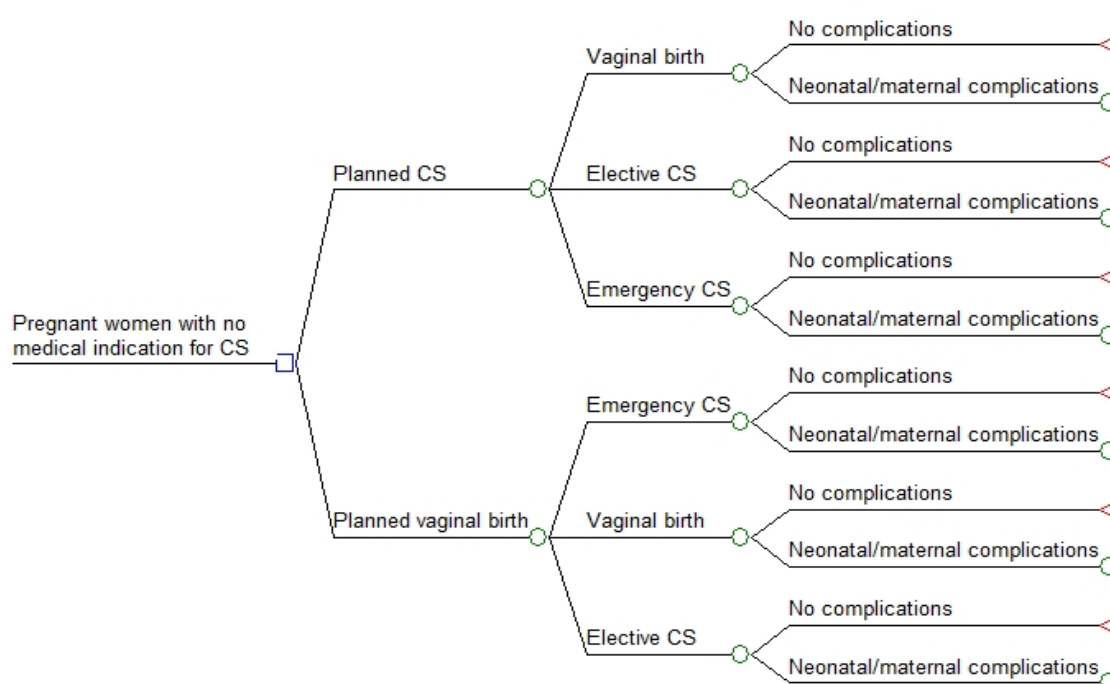 No complications
Vaginal birth
Neonatal/maternal complications
No complications
Planned CS
Elective CS
Neonatal/maternal complications
No complications
Emergency CS
Neonatal/maternal complications
Pregnant women with no
medical indication for CS
No complications
Emergency CS
Neonatal/maternal complications
No complications
Planned vaginal birth
Vaginal birth
Neonatal/maternal complications
No complications
Elective CS
Neonatal/maternal complications